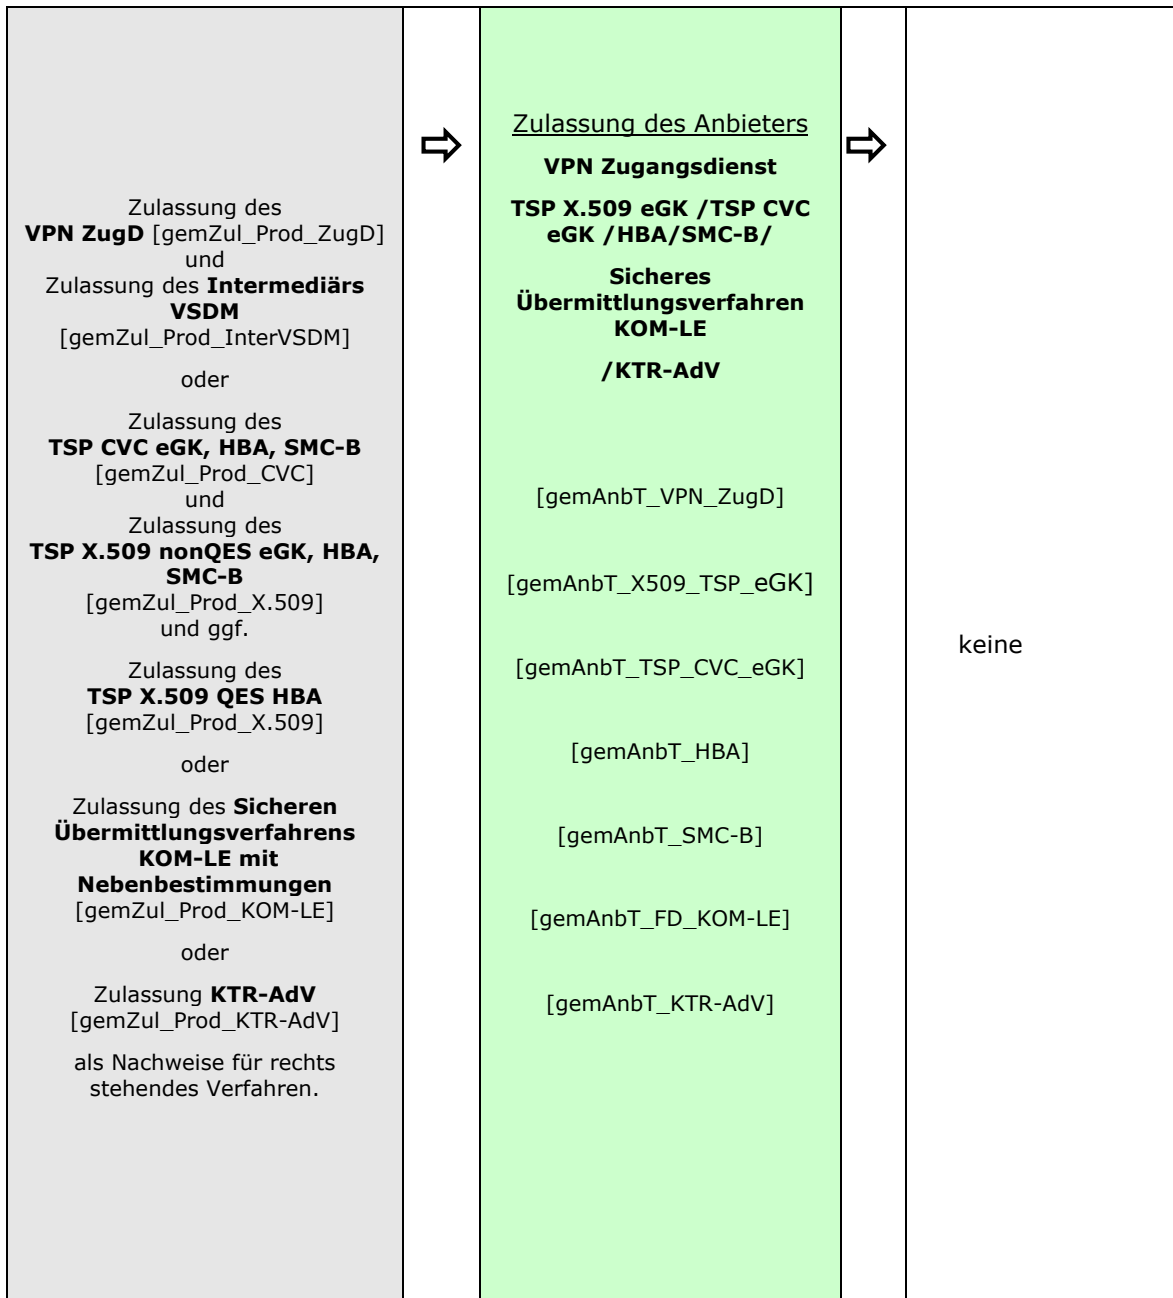 Zulassung des
VPN ZugD [gemZul_Prod_ZugD]
und
Zulassung des Intermediärs
VSDM
[gemZul_Prod_InterVSDM]
oder
Zulassung des
TSP CVC eGK, HBA, SMC-B
[gemZul_Prod_CVC]
und
Zulassung des
TSP X.509 nonQES eGK, HBA,
SMC-B
[gemZul_Prod_X.509]
und ggf.
Zulassung des
TSP X.509 QES HBA
[gemZul_Prod_X.509]
oder
Zulassung des Sicheren
Übermittlungsverfahrens
KOM-LE mit
Nebenbestimmungen
[gemZul_Prod_KOM-LE]
oder
Zulassung KTR-AdV
[gemZul_Prod_KTR-AdV]
als Nachweise für rechts
stehendes Verfahren.
Zulassung des Anbieters
VPN Zugangsdienst
TSP X.509 eGK /TSP CVC
eGK /HBA/SMC-B/
Sicheres
Übermittlungsverfahren
KOM-LE
/KTR-AdV
[gemAnbT_VPN_ZugD]
[gemAnbT_X509_TSP_eGK]
[gemAnbT_TSP_CVC_eGK]
[gemAnbT_HBA]
[gemAnbT_SMC-B]
[gemAnbT_FD_KOM-LE]
[gemAnbT_KTR-AdV]
keine